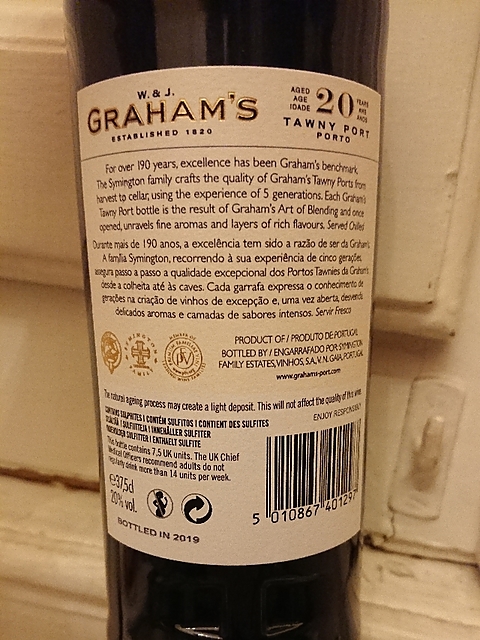 W. & J.
GRAHAM'S
ESTABLISHED 1820
AGED 20 YEARS
AGE ANS
IDADE ANOS
TAWNY PORT
PORTO
For over 190 years, excellence has been Graham's benchmark.
The Symington family crafts the quality of Graham's Tawny Ports from
harvest to cellar, using the experience of 5 generations. Each Graham's
Tawny Port bottle is the result of Graham's Art of Blending and once
opened, unravels fine aromas and layers of rich flavours. Served Chilled
Durante mais de 190 anos, a excelência tem sido a razão de ser da Graham's.
A família Symington, recorrendo à sua experiência de cinco gerações,
assegura passo a passo a qualidade excepcional dos Portos Tawnies da Graham's
desde a colheita até às caves. Cada garrafa expressa o conhecimento de
gerações na criação de vinhos de excepção e, uma vez aberta, desvenda
delicados aromas e camadas de sabores intensos. Servir Fresco
SYMINGTON
FAMILY
PFV
PRODUCT OF / PRODUTO DE PORTUGAL
BOTTLED BY / ENGARRAFADO POR: SYMINGTON
FAMILY ESTATES, VINHOS, S.A., V.N. GAIA, PORTUGAL
www.grahams-port.com
The natural ageing process may create a light deposit. This will not affect the quality of this wine.
ENJOY RESPONSIBLY
CONTAINS SULPHITES | CONTÉM SULFITOS | CONTIENT DES SULFITES
INNEHÅLLER SULFITER
ENTHAELT SULFITE
This bottle contains 7,5 UK units. The UK Chief
Medical Officers recommend adults do not
regularly drink more than 14 units per week.
℮37,5cl
20% vol.
5 010867 401297
BOTTLED IN 2019